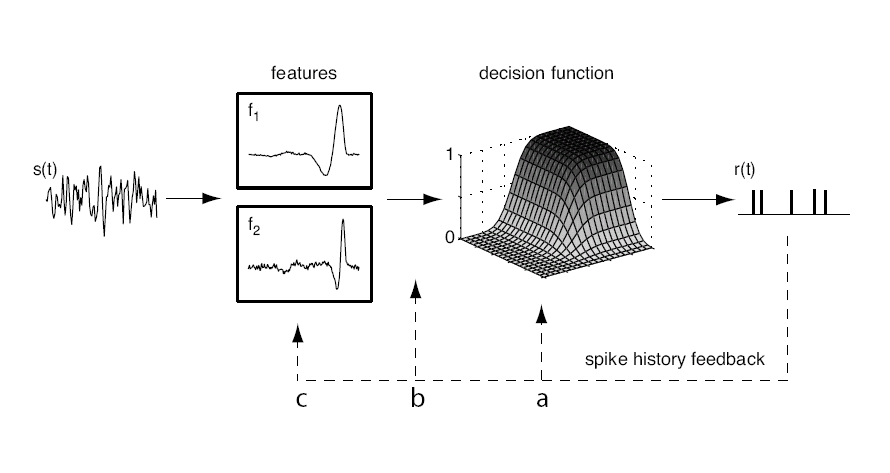 features
decision function
s(t)
f1
f2
1
0
r(t)
spike history feedback
c
b
a